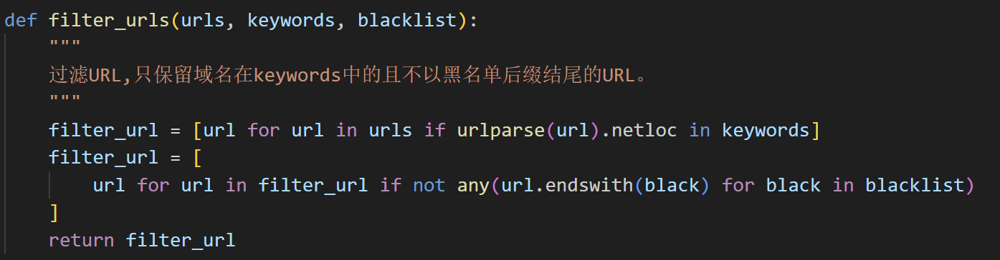 def filter_urls(urls, keywords, blacklist):
    """
    过滤URL,只保留域名在keywords中的且不以黑名单后缀结尾的URL。
    """
    filter_url = [url for url in urls if urlparse(url).netloc in keywords]
    filter_url = [
        url for url in filter_url if not any(url.endswith(black) for black in blacklist)
    ]
    return filter_url